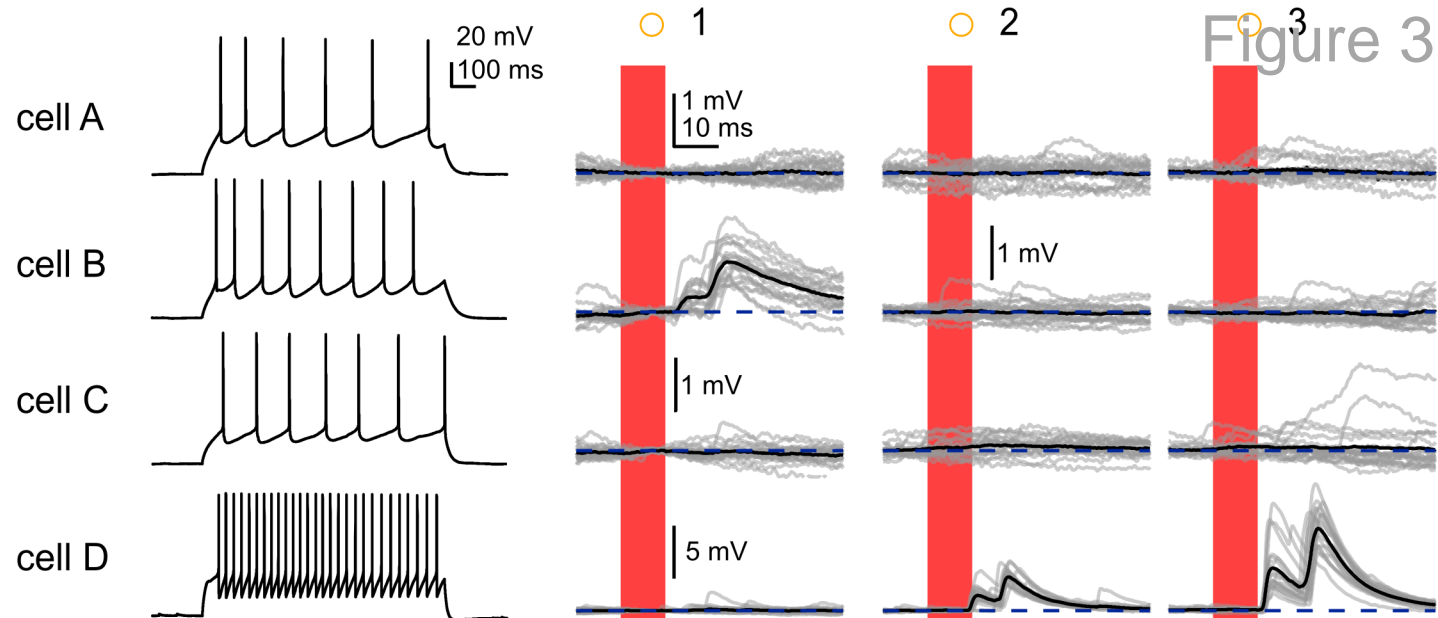 1
2
3
Figure 3
20 mV
100 ms
cell A
1 mV
10 ms
cell B
1 mV
cell C
1 mV
cell D
5 mV